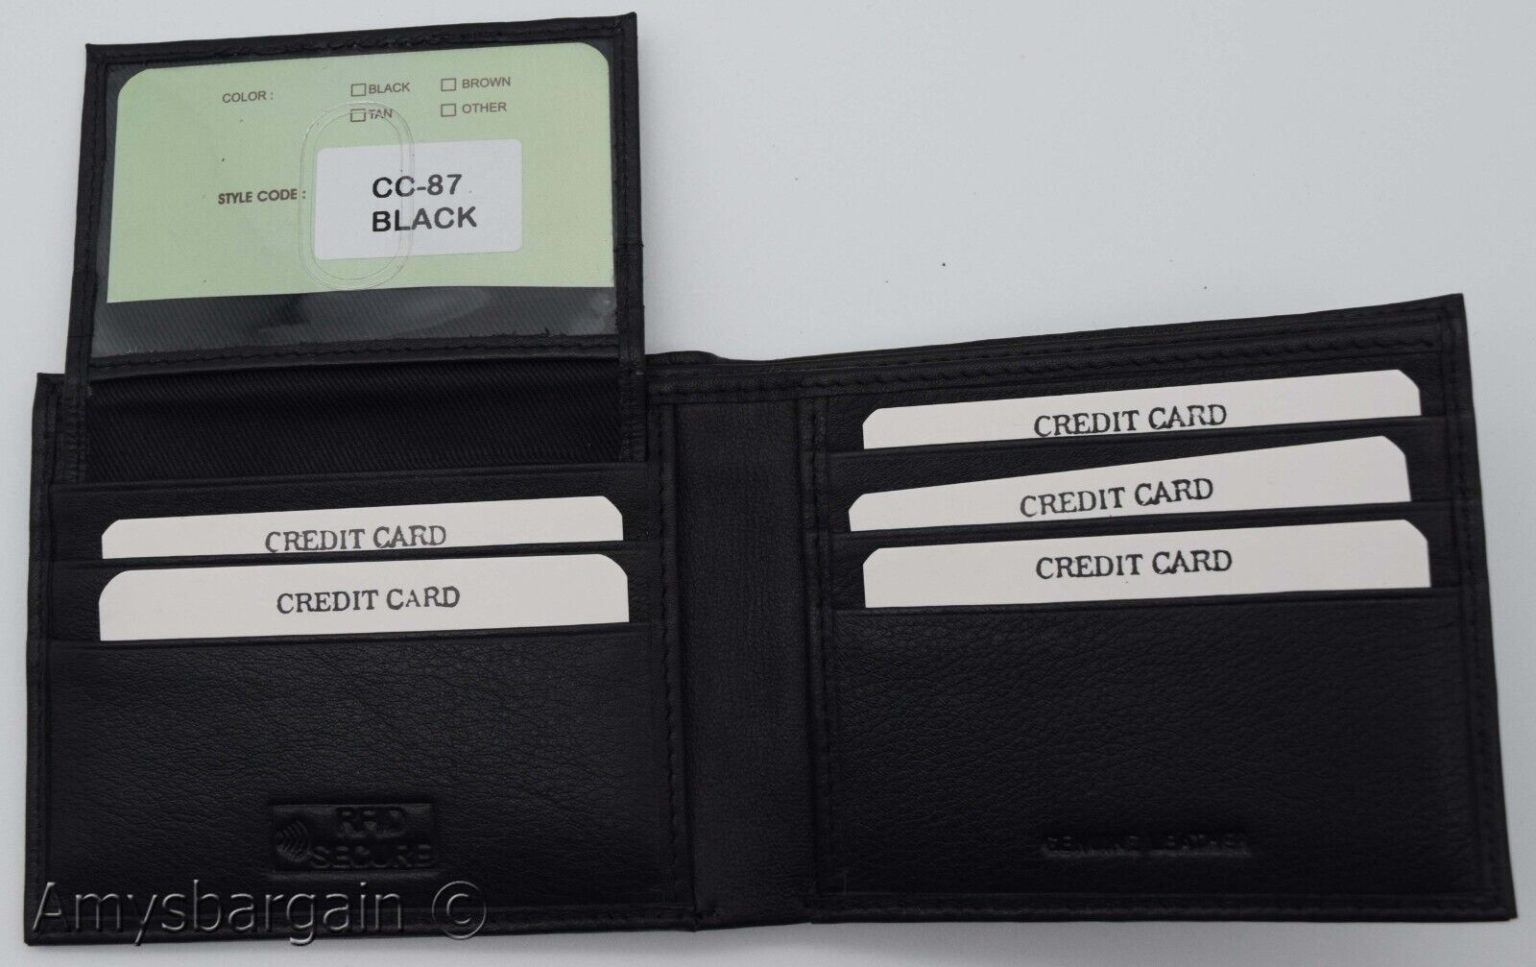 COLOR : BLACK BROWN
TAN OTHER
STYLE CODE : CC-87
BLACK
CREDIT CARD
CREDIT CARD
CREDIT CARD
CREDIT CARD
CREDIT CARD
RFID
SECURE
GENUINE LEATHER
Amysbargain ©